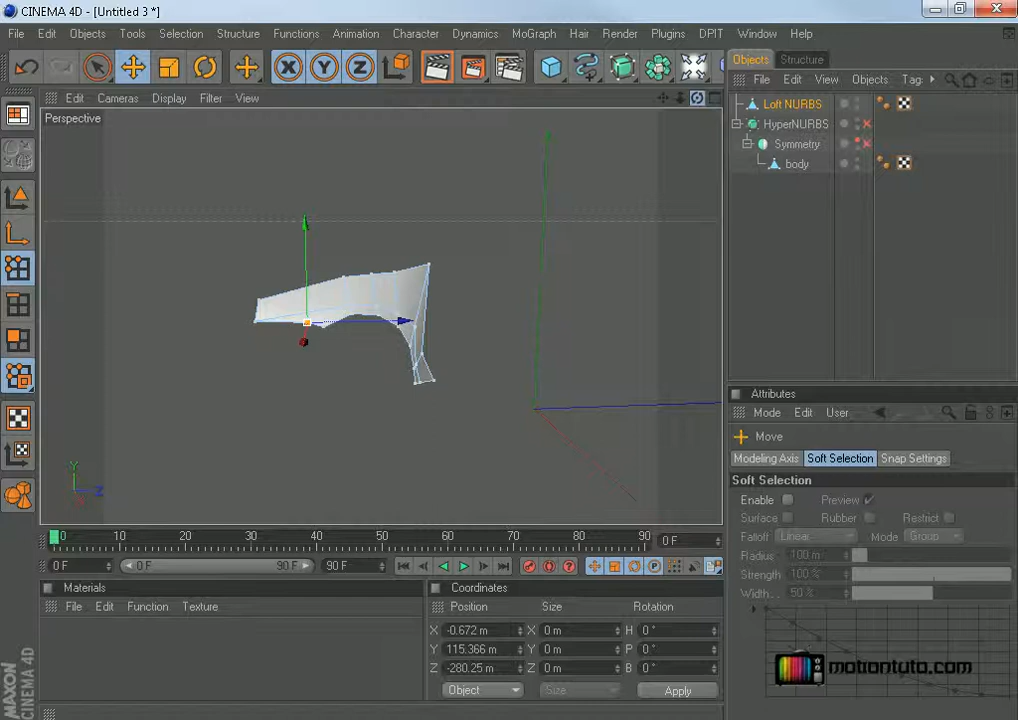 CINEMA 4D - [Untitled 3 *]
File Edit Objects Tools Selection Structure Functions Animation Character Dynamics MoGraph Hair Render Plugins DPIT Window Help
Objects Structure
File Edit View Objects Tag:
Edit Cameras Display Filter View
Perspective
Loft NURBS
HyperNURBS
Symmetry
body
Y
Z
Attributes
Mode Edit User
Move
Modeling Axis Soft Selection Snap Settings
Soft Selection
Enable Preview
Surface Rubber Restrict
Falloff Linear Mode Group
Radius 100 m
Strength 100 %
Width... 50 %
0 10 20 30 40 50 60 70 80 90 0 F
0 F 0 F 90 F 90 F
Materials
File Edit Function Texture
Coordinates
Position Size Rotation
X -0.672 m X 0 m H 0 °
Y 115.366 m Y 0 m P 0 °
Z -280.25 m Z 0 m B 0 °
Object Size Apply
MAXON
CINEMA 4D
motiontuto.com